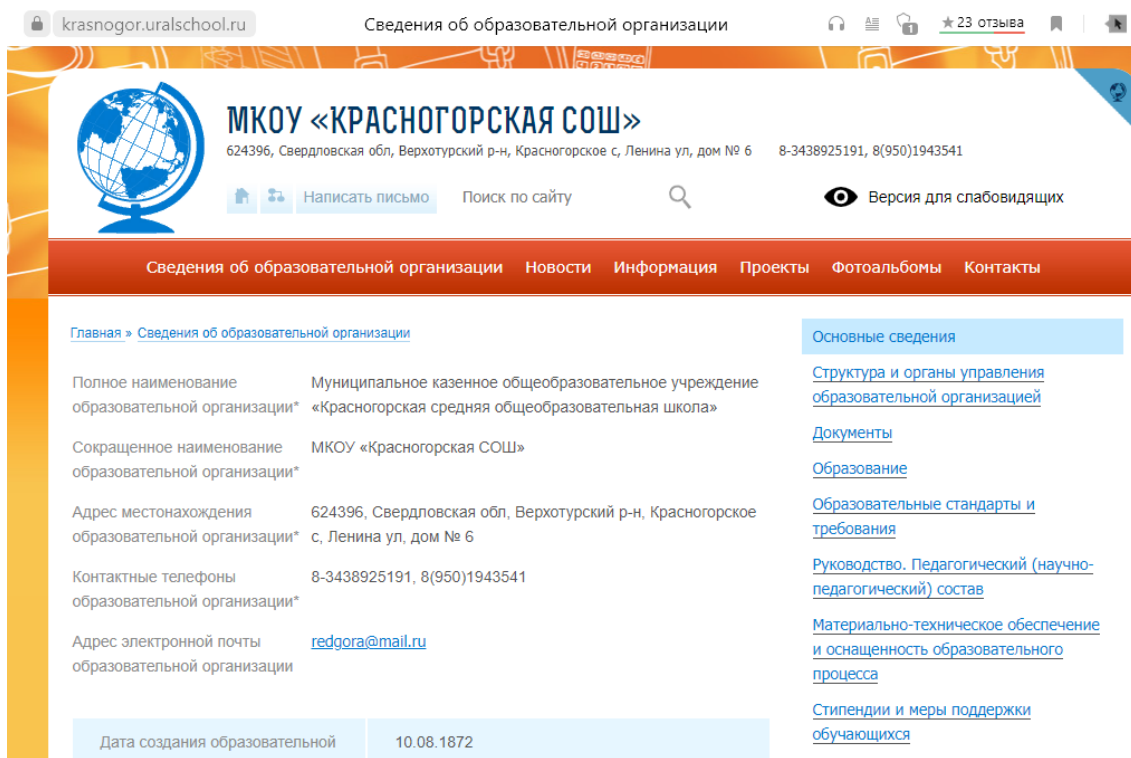 krasnogor.uralschool.ru Сведения об образовательной организации 1 ★23 отзыва
МКОУ «КРАСНОГОРСКАЯ СОШ»
624396, Свердловская обл, Верхотурский р-н, Красногорское с, Ленина ул, дом № 6 8-3438925191, 8(950)1943541
Написать письмо Поиск по сайту Версия для слабовидящих
Сведения об образовательной организации Новости Информация Проекты Фотоальбомы Контакты
Главная » Сведения об образовательной организации
Полное наименование Муниципальное казенное общеобразовательное учреждение
образовательной организации* «Красногорская средняя общеобразовательная школа»
Сокращенное наименование МКОУ «Красногорская СОШ»
образовательной организации*
Адрес местонахождения 624396, Свердловская обл, Верхотурский р-н, Красногорское
образовательной организации* с, Ленина ул, дом № 6
Контактные телефоны 8-3438925191, 8(950)1943541
образовательной организации*
Адрес электронной почты redgora@mail.ru
образовательной организации
Дата создания образовательной 10.08.1872
Основные сведения
Структура и органы управления
образовательной организацией
Документы
Образование
Образовательные стандарты и
требования
Руководство. Педагогический (научно-
педагогический) состав
Материально-техническое обеспечение
и оснащенность образовательного
процесса
Стипендии и меры поддержки
обучающихся